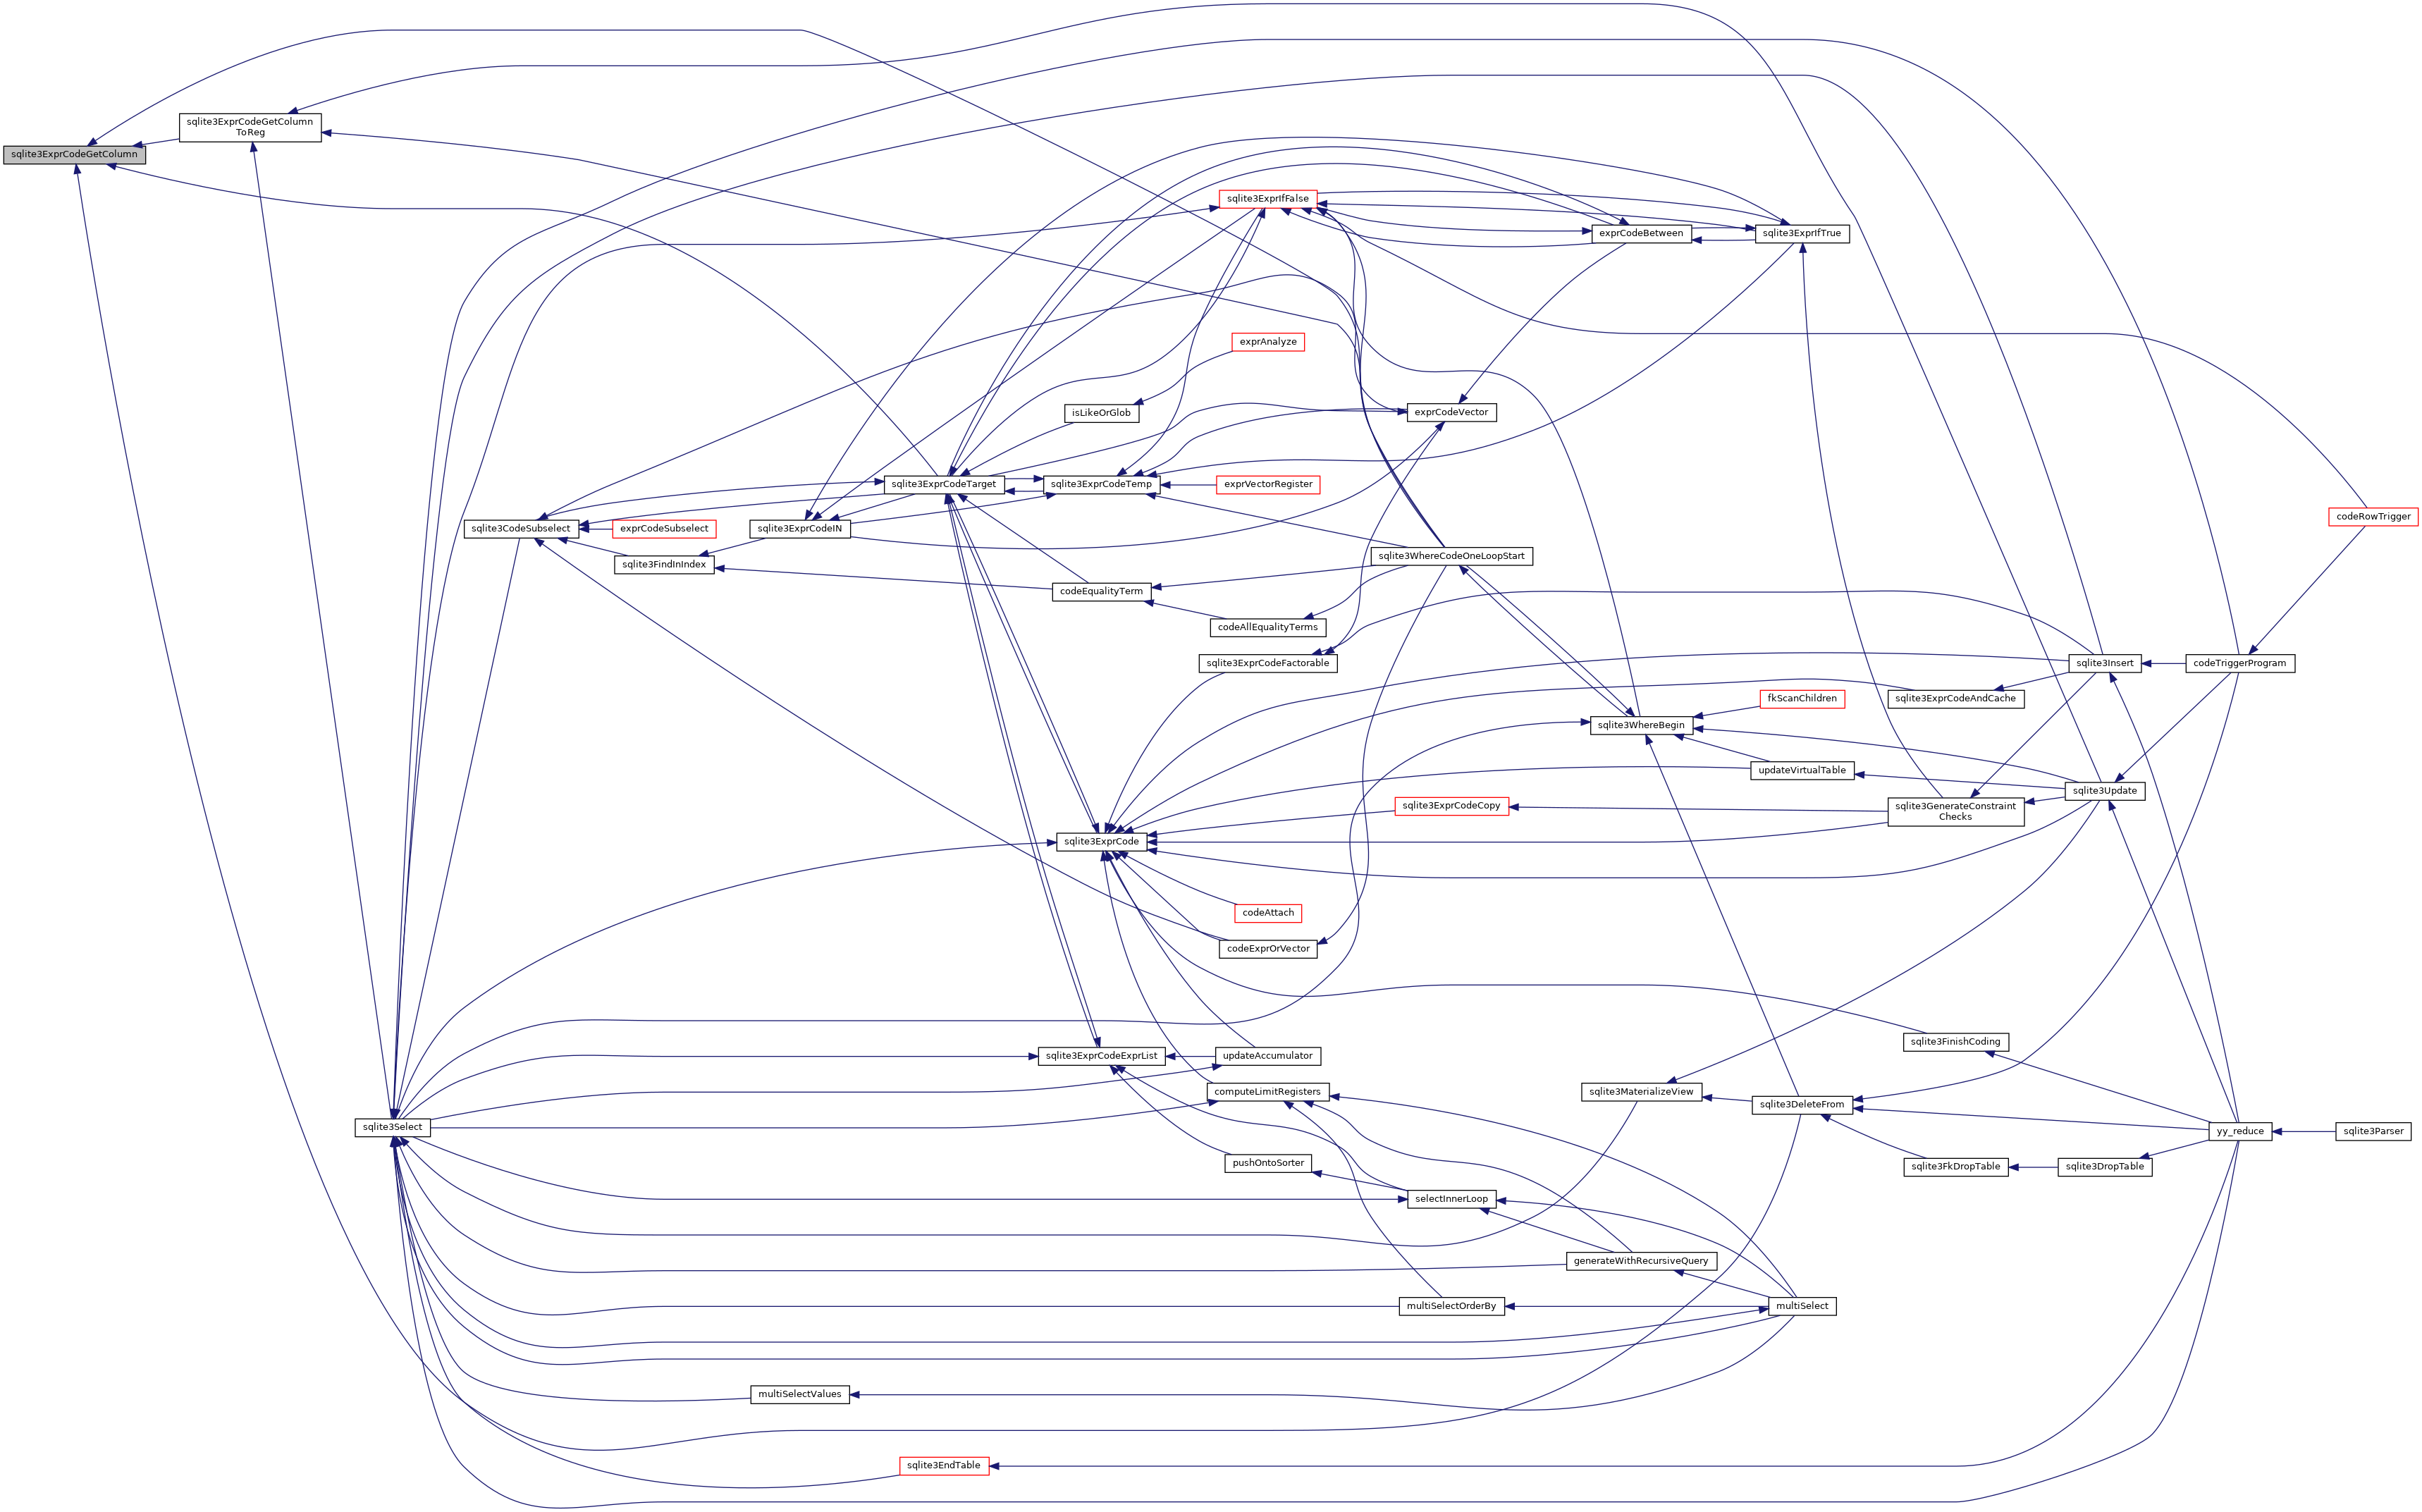 sqlite3ExprCodeGetColumn
sqlite3ExprCodeGetColumn
ToReg
sqlite3ExprIfFalse
exprCodeBetween
sqlite3ExprIfTrue
exprAnalyze
isLikeOrGlob
exprCodeVector
sqlite3ExprCodeTarget
sqlite3ExprCodeTemp
exprVectorRegister
sqlite3CodeSubselect
exprCodeSubselect
sqlite3ExprCodeIN
codeRowTrigger
sqlite3FindInIndex
sqlite3WhereCodeOneLoopStart
codeEqualityTerm
codeAllEqualityTerms
sqlite3ExprCodeFactorable
sqlite3Insert
codeTriggerProgram
fkScanChildren
sqlite3ExprCodeAndCache
sqlite3WhereBegin
updateVirtualTable
sqlite3Update
sqlite3ExprCodeCopy
sqlite3GenerateConstraint
Checks
sqlite3ExprCode
codeAttach
codeExprOrVector
sqlite3FinishCoding
sqlite3ExprCodeExprList
updateAccumulator
computeLimitRegisters
sqlite3MaterializeView
sqlite3DeleteFrom
sqlite3Select
yy_reduce
sqlite3Parser
pushOntoSorter
sqlite3FkDropTable
sqlite3DropTable
selectInnerLoop
generateWithRecursiveQuery
multiSelectOrderBy
multiSelect
multiSelectValues
sqlite3EndTable